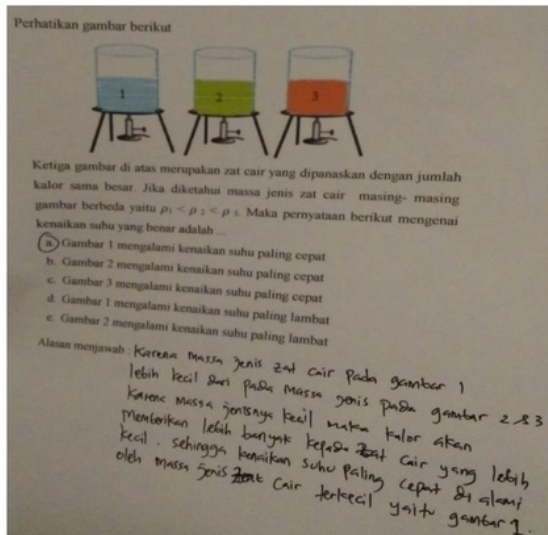 Perhatikan gambar berikut
1 2 3
Ketiga gambar di atas merupakan zat cair yang dipanaskan dengan jumlah
kalor sama besar. Jika diketahui massa jenis zat cair masing- masing
gambar berbeda yaitu ρ₁ < ρ ₂ < ρ ₃. Maka pernyataan berikut mengenai
kenaikan suhu yang benar adalah ...
a. Gambar 1 mengalami kenaikan suhu paling cepat
b. Gambar 2 mengalami kenaikan suhu paling cepat
c. Gambar 3 mengalami kenaikan suhu paling cepat
d. Gambar 1 mengalami kenaikan suhu paling lambat
e. Gambar 2 mengalami kenaikan suhu paling lambat
Alasan menjawab : Karena massa jenis zat cair pada gambar 1
lebih kecil dari pada massa jenis pada gambar 2 & 3
Karena massa jenisnya kecil maka kalor akan
memberikan lebih banyak kepada zat cair yang lebih
kecil. sehingga kenaikan suhu paling cepat di alami
oleh massa jenis zat cair terkecil yaitu gambar 1.